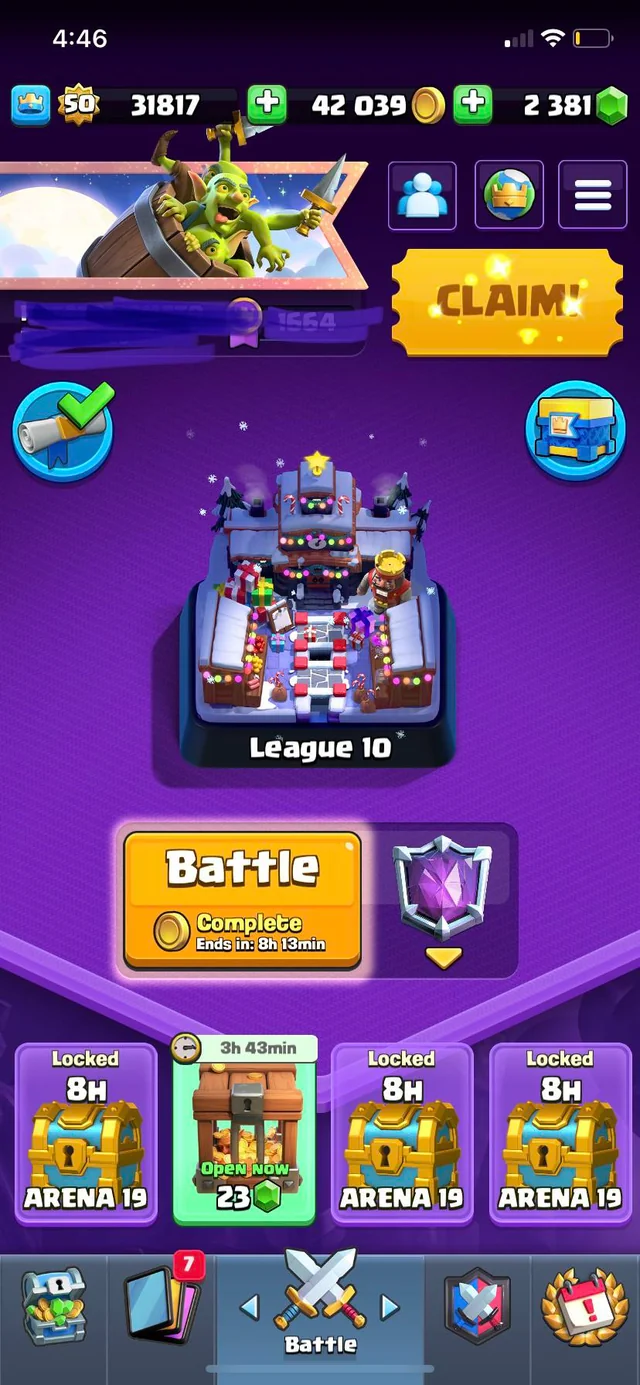 4:46
50 31817 42 039 2 381
CLAIM!
1664
League 10
Battle
Complete
Ends in: 8h 13min
Locked
8H
ARENA 19
3h 43min
OPEN NOW
23
Locked
8H
ARENA 19
Locked
8H
ARENA 19
7
Battle